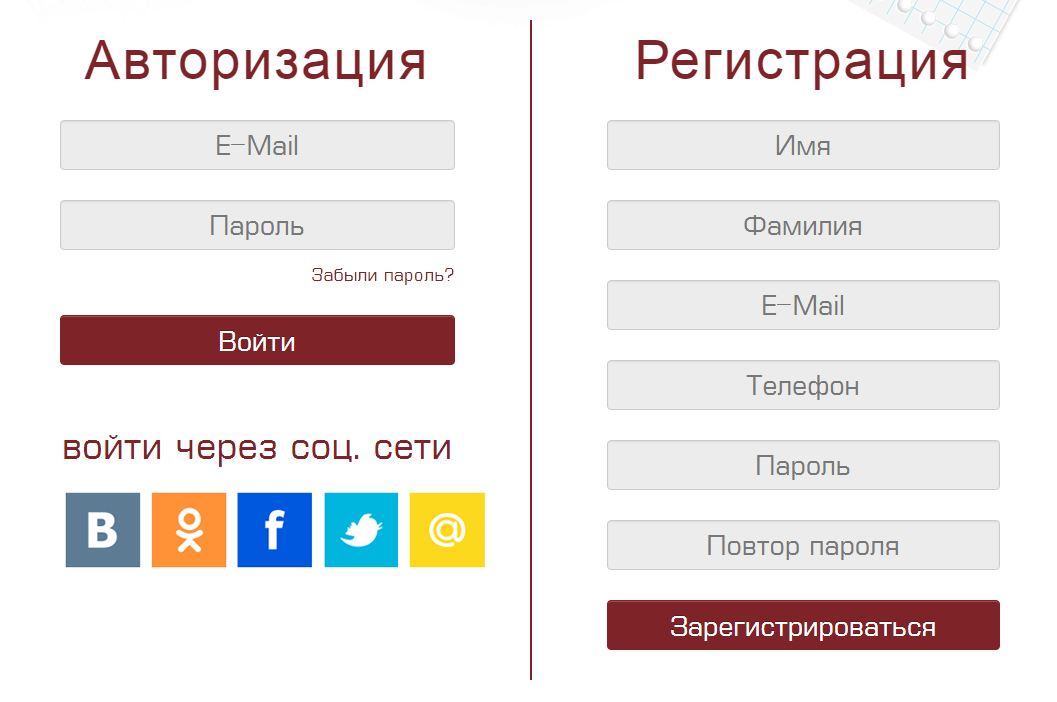 Авторизация
E-Mail
Пароль
Забыли пароль?
Войти
войти через соц. сети
В
f
@
Регистрация
Имя
Фамилия
E-Mail
Телефон
Пароль
Повтор пароля
Зарегистрироваться